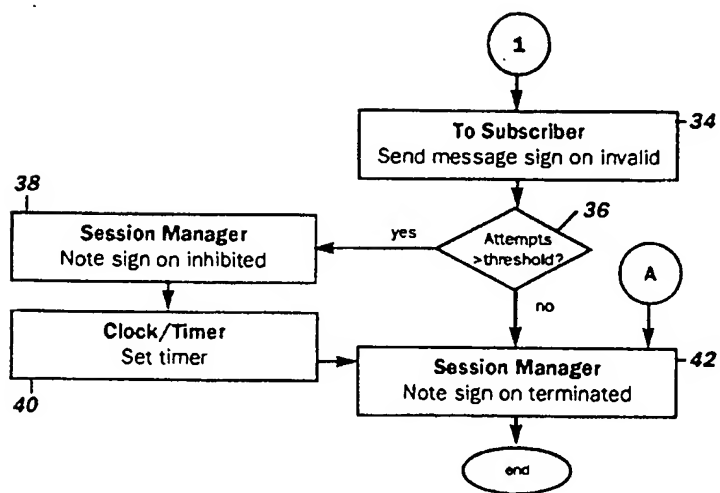 1
To Subscriber
Send message sign on invalid
34
36
38
Session Manager
Note sign on inhibited
yes
Attempts
>threshold?
A
no
Clock/Timer
Set timer
40
Session Manager
Note sign on terminated
42
end